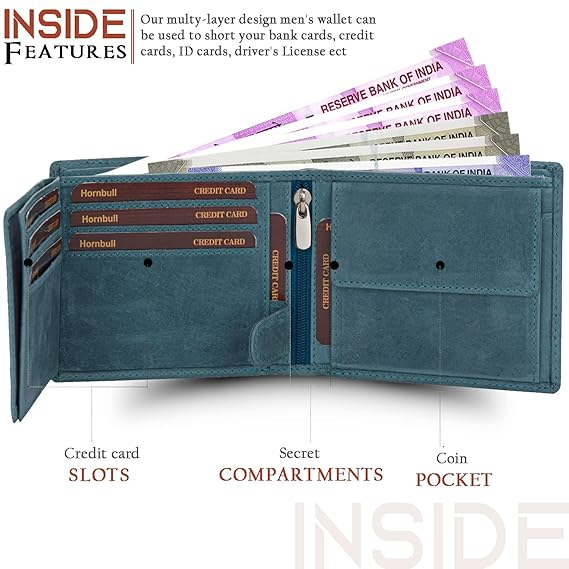 INSIDE
FEATURES
Our multy-layer design men's wallet can
be used to short your bank cards, credit
cards, ID cards, driver's License ect
RESERVE BANK OF INDIA
BANK OF INDIA
BANK OF INDIA
BANK OF INDIA
RESERVE BANK OF INDIA
OF INDIA
Hornbull CREDIT CARD
Hornbull CREDIT CARD
Hornbull CREDIT CARD
CREDIT CARD
CREDIT CARD
Credit card
SLOTS
Secret
COMPARTMENTS
Coin
POCKET
INSIDE